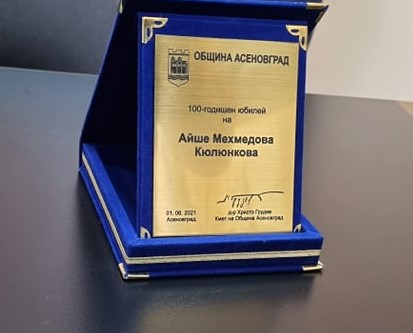 ОБЩИНА АСЕНОВГРАД
100-годишен юбилей
на
Айше Мехмедова
Кюлюнкова
01. 06. 2021
Асеновград
д-р Христо Грудев
Кмет на Община Асеновград